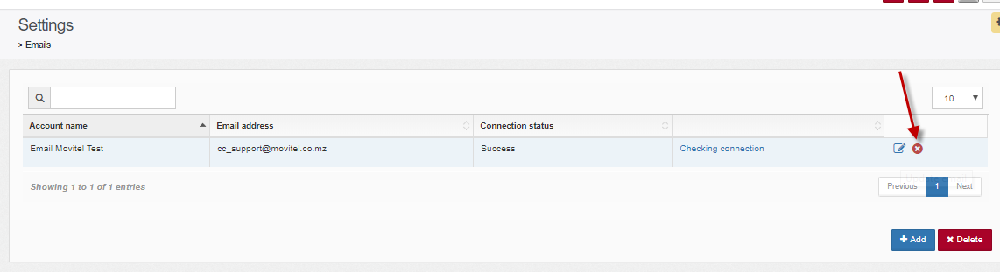 Settings
> Emails
10
Account name Email address Connection status
Email Movitel Test cc_support@movitel.co.mz Success Checking connection
Showing 1 to 1 of 1 entries Previous 1 Next
Add Delete